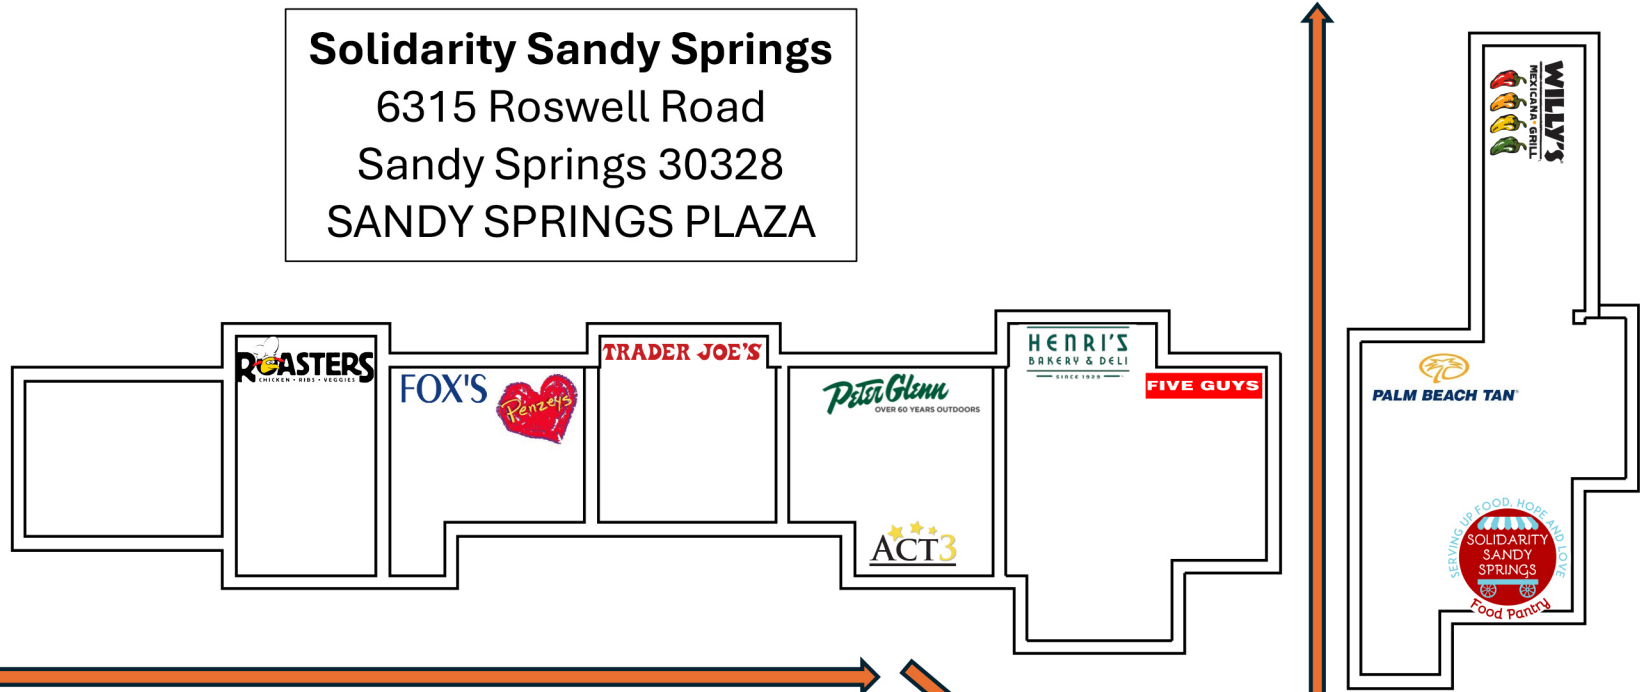 Solidarity Sandy Springs
6315 Roswell Road
Sandy Springs 30328
SANDY SPRINGS PLAZA
WILLY'S
MEXICANA • GRILL
ROASTERS
CHICKEN • RIBS • VEGGIES
FOX'S
Penzeys
TRADER JOE'S
Peter Glenn
OVER 60 YEARS OUTDOORS
ACT3
HENRI'S
BAKERY & DELI
SINCE 1929
FIVE GUYS
PALM BEACH TAN
SERVING UP FOOD, HOPE AND LOVE
SOLIDARITY
SANDY
SPRINGS
Food Pantry